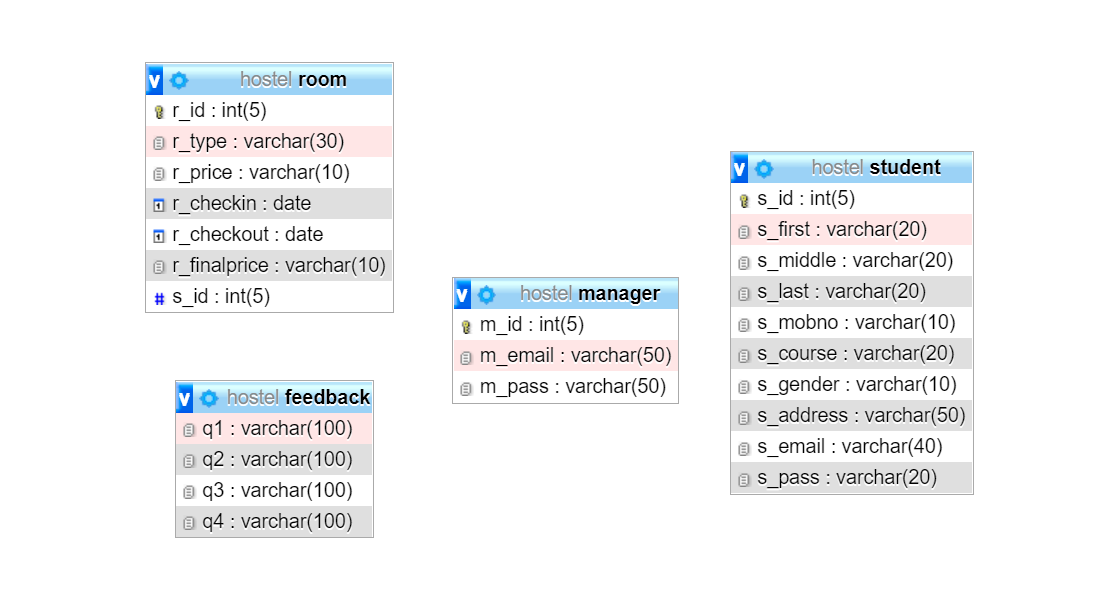 v hostel room
r_id : int(5)
r_type : varchar(30)
r_price : varchar(10)
r_checkin : date
r_checkout : date
r_finalprice : varchar(10)
# s_id : int(5)
v hostel feedback
q1 : varchar(100)
q2 : varchar(100)
q3 : varchar(100)
q4 : varchar(100)
v hostel manager
m_id : int(5)
m_email : varchar(50)
m_pass : varchar(50)
v hostel student
s_id : int(5)
s_first : varchar(20)
s_middle : varchar(20)
s_last : varchar(20)
s_mobno : varchar(10)
s_course : varchar(20)
s_gender : varchar(10)
s_address : varchar(50)
s_email : varchar(40)
s_pass : varchar(20)